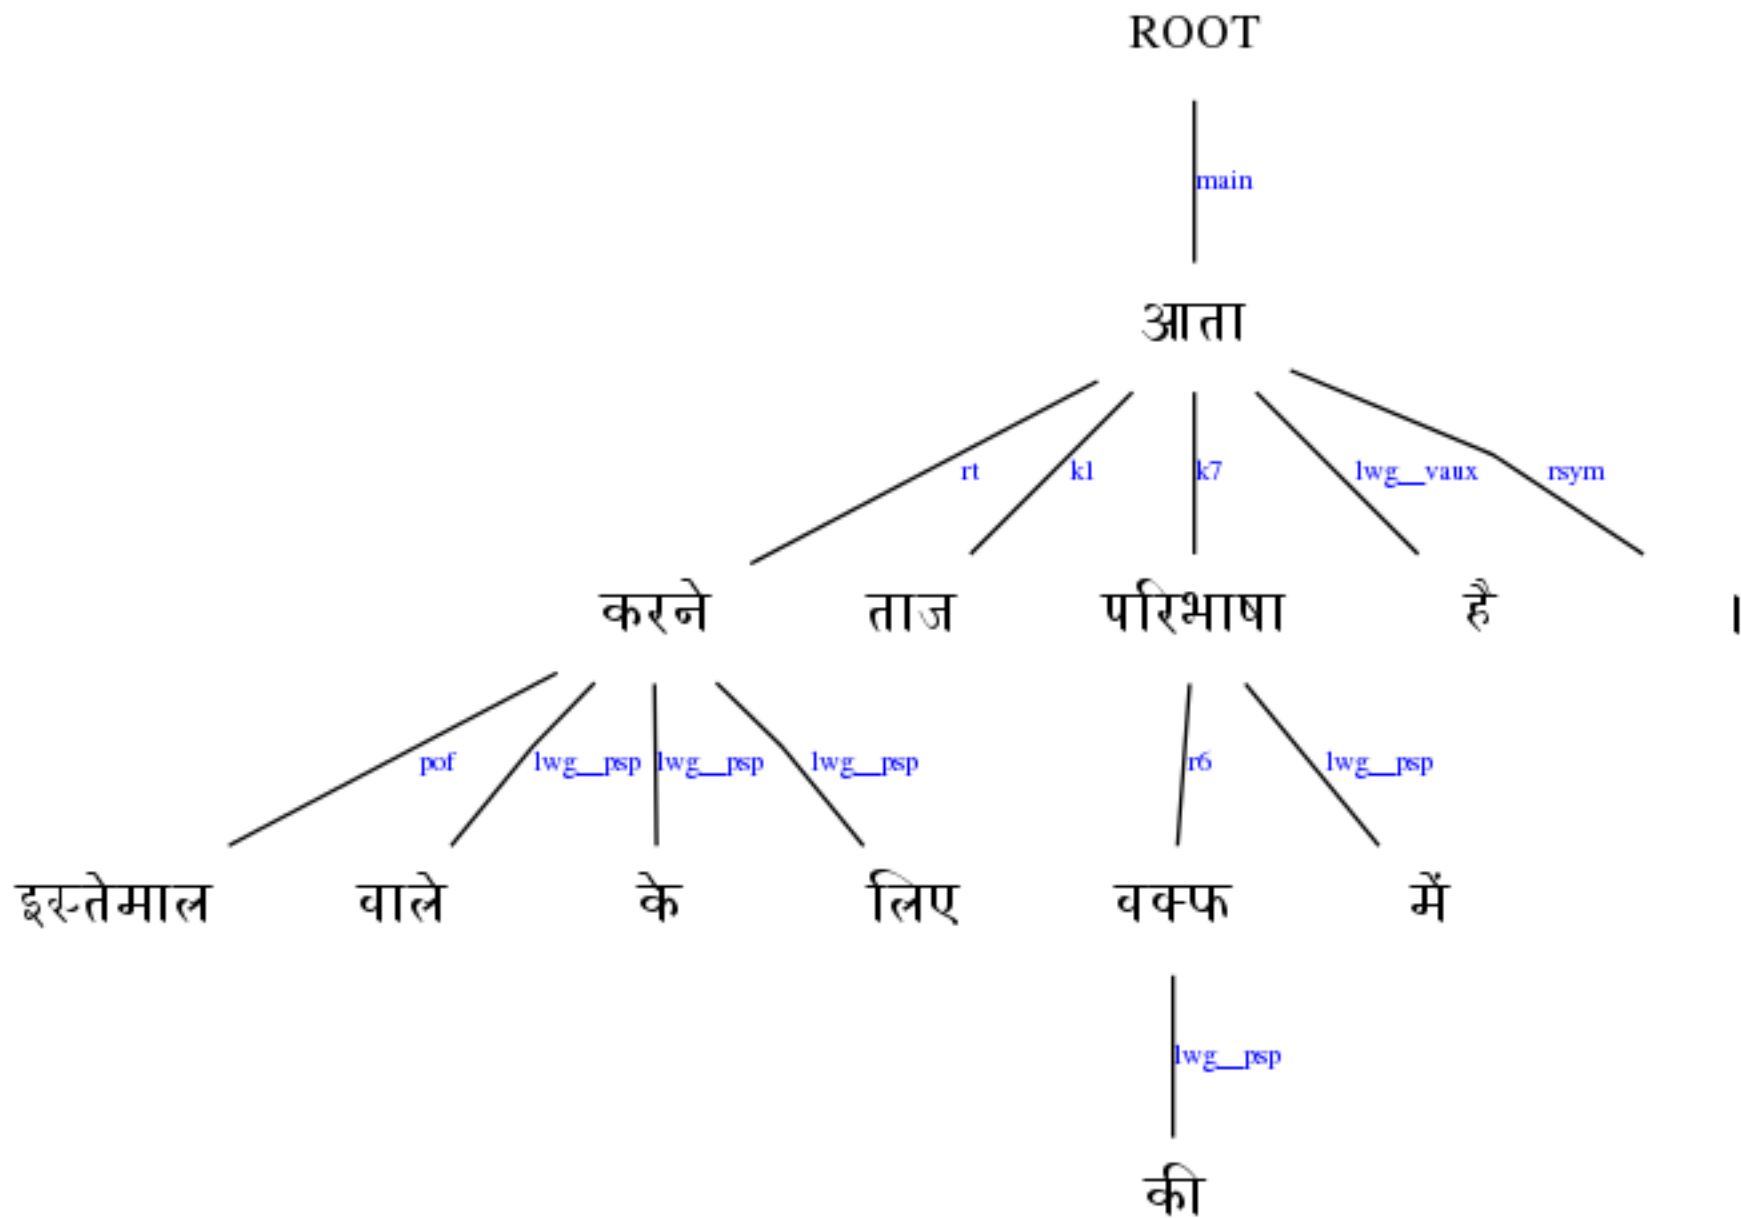 ROOT
main
आता
rt k1 k7 lwg__vaux rsym
करने ताज परिभाषा है ।
pof lwg__psp lwg__psp lwg__psp r6 lwg__psp
इस्तेमाल वाले के लिए वक्फ में
lwg__psp
की